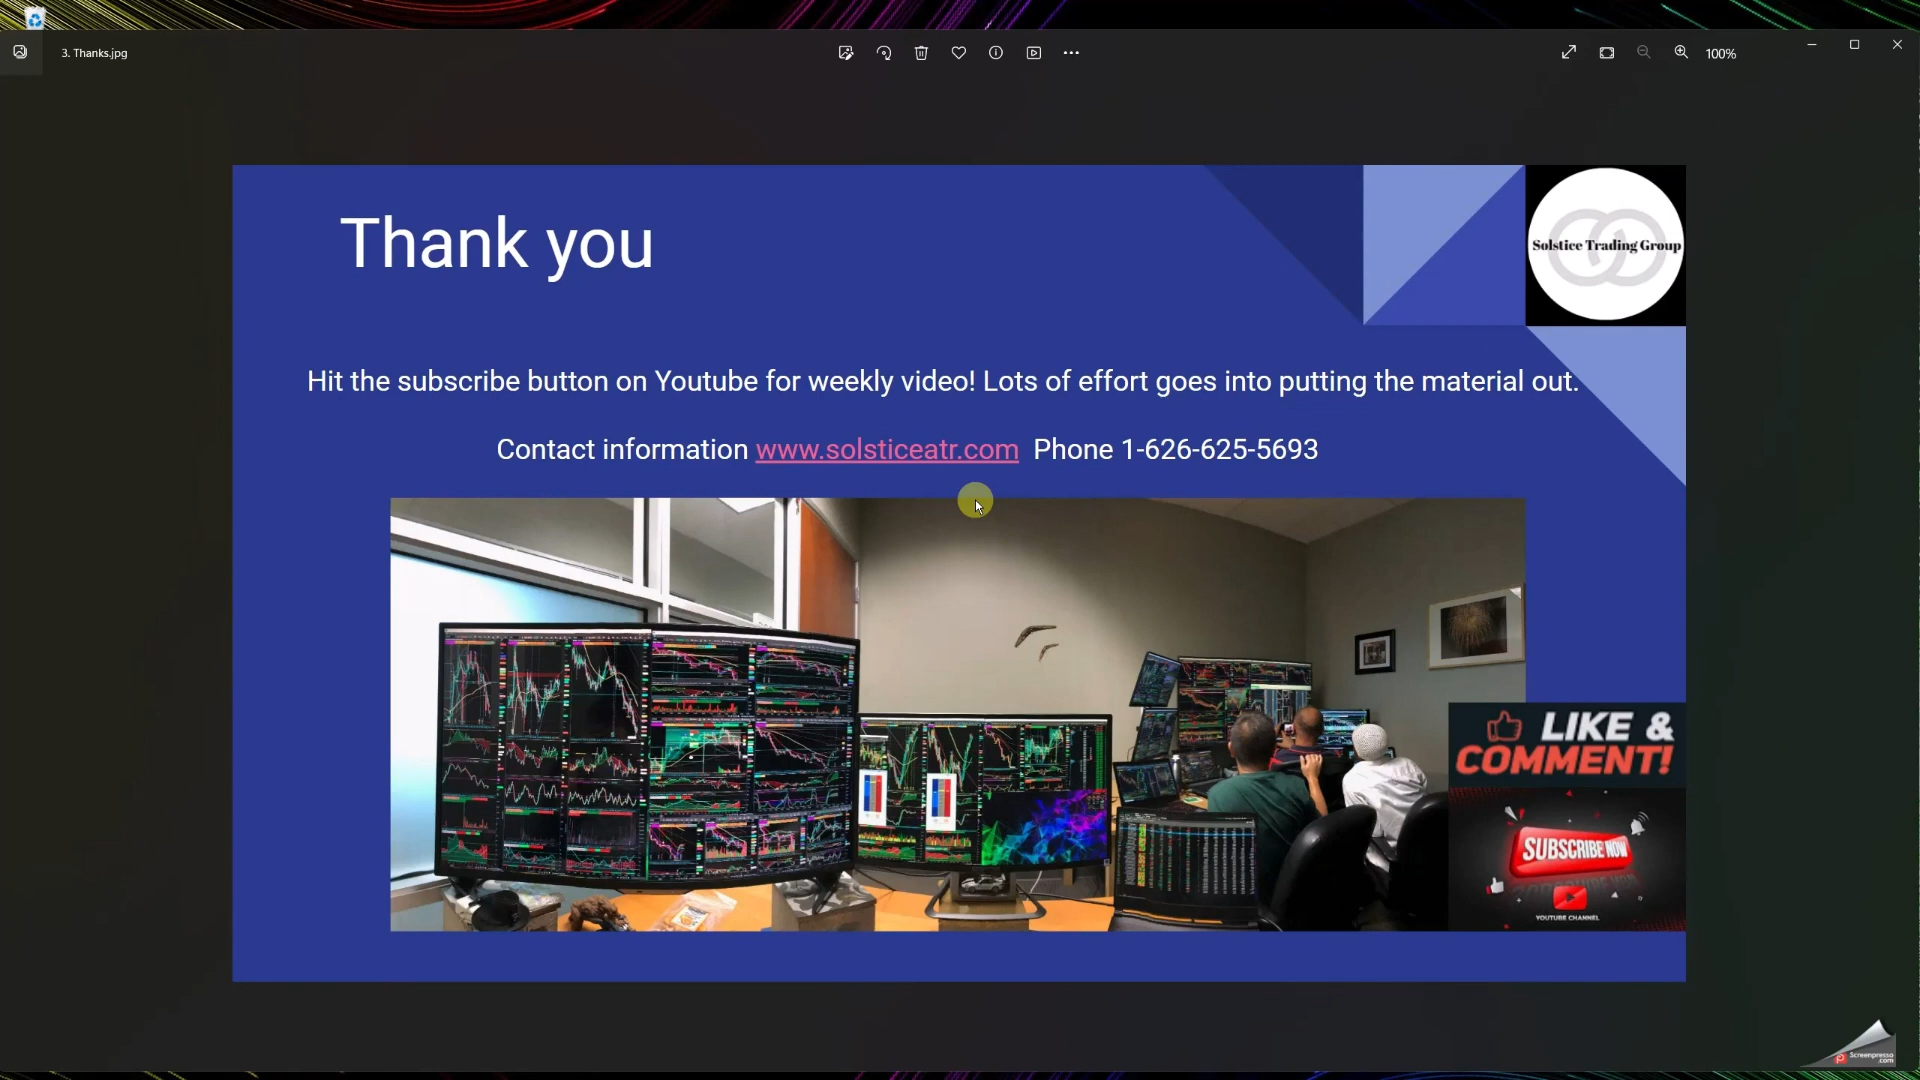 3. Thanks.jpg
100%
Thank you
Solstice Trading Group
Hit the subscribe button on Youtube for weekly video! Lots of effort goes into putting the material out.
Contact information www.solsticeatr.com Phone 1-626-625-5693
LIKE &
COMMENT!
SUBSCRIBE NOW
YOUTUBE CHANNEL
Screenpresso
.com